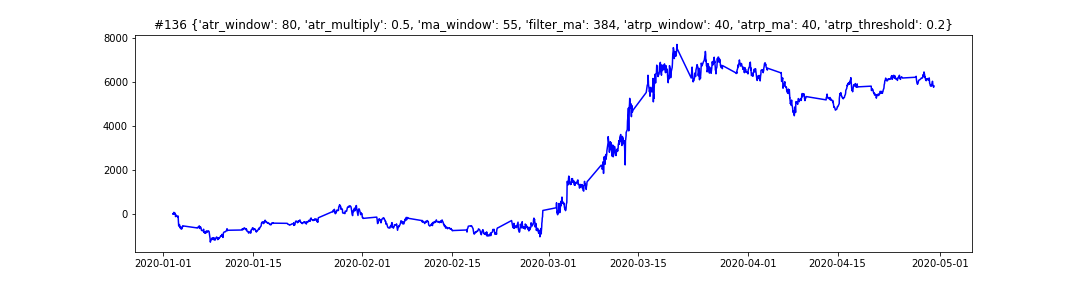 #136 {'atr_window': 80, 'atr_multiply': 0.5, 'ma_window': 55, 'filter_ma': 384, 'atrp_window': 40, 'atrp_ma': 40, 'atrp_threshold': 0.2}
8000
6000
4000
2000
0
2020-01-01 2020-01-15 2020-02-01 2020-02-15 2020-03-01 2020-03-15 2020-04-01 2020-04-15 2020-05-01